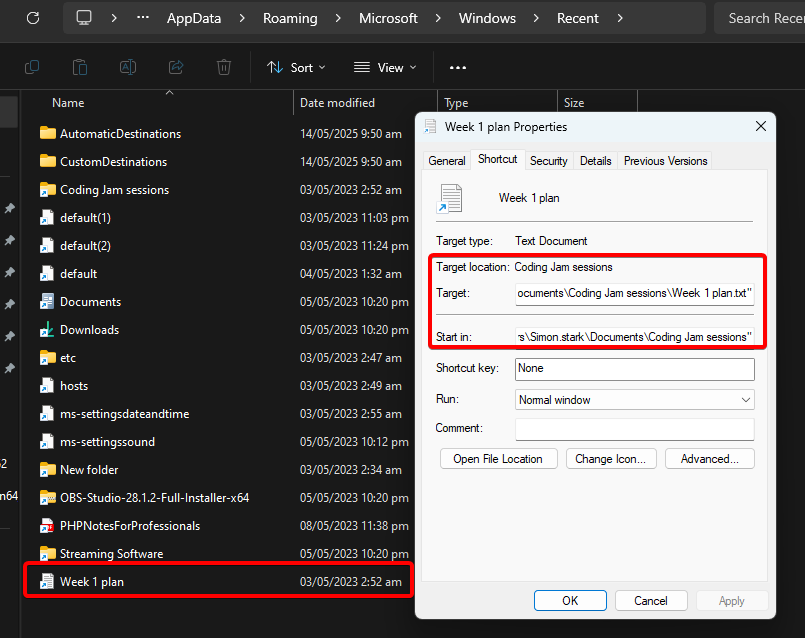 ··· AppData > Roaming > Microsoft > Windows > Recent > Search Rece
Sort View ···
Name Date modified Type Size
AutomaticDestinations 14/05/2025 9:50 am
CustomDestinations 14/05/2025 9:50 am
Coding Jam sessions 03/05/2023 2:52 am
default(1) 03/05/2023 11:03 pm
default(2) 03/05/2023 11:24 pm
default 04/05/2023 1:32 am
Documents 05/05/2023 10:20 pm
Downloads 05/05/2023 10:20 pm
etc 03/05/2023 2:47 am
hosts 03/05/2023 2:49 am
ms-settingsdateandtime 03/05/2023 2:55 am
ms-settingssound 05/05/2023 10:12 pm
New folder 03/05/2023 2:34 am
OBS-Studio-28.1.2-Full-Installer-x64 05/05/2023 10:20 pm
PHPNotesForProfessionals 08/05/2023 11:38 pm
Streaming Software 05/05/2023 10:20 pm
Week 1 plan 03/05/2023 2:52 am
n64
Week 1 plan Properties
General Shortcut Security Details Previous Versions
Week 1 plan
Target type: Text Document
Target location: Coding Jam sessions
Target: ocuments\Coding Jam sessions\Week 1 plan.txt"
Start in: rs\Simon.stark\Documents\Coding Jam sessions"
Shortcut key: None
Run: Normal window
Comment:
Open File Location Change Icon... Advanced...
OK Cancel Apply